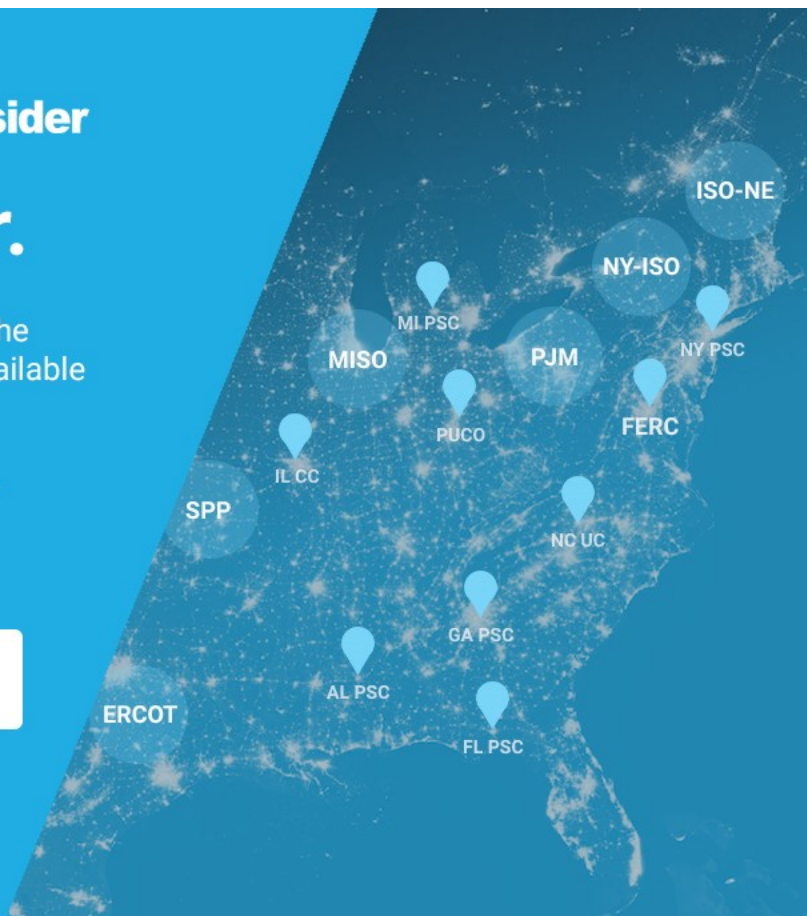 sider
r.
he
ailable
ISO-NE
NY-ISO
MI PSC
NY PSC
MISO
PJM
FERC
PUCO
IL CC
SPP
NC UC
GA PSC
AL PSC
ERCOT
FL PSC